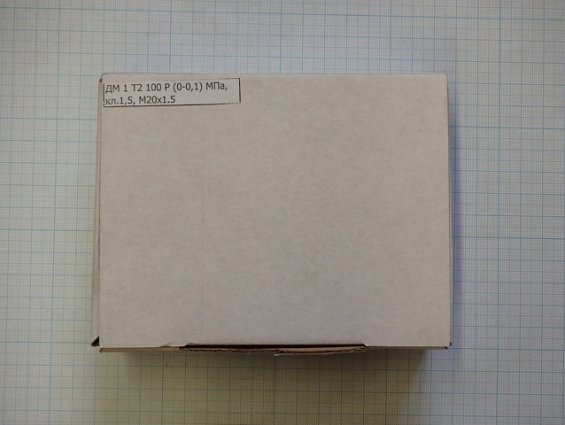 ДМ 1 Т2 100 Р (0-0,1) МПа,
кл.1,5, М20х1.5